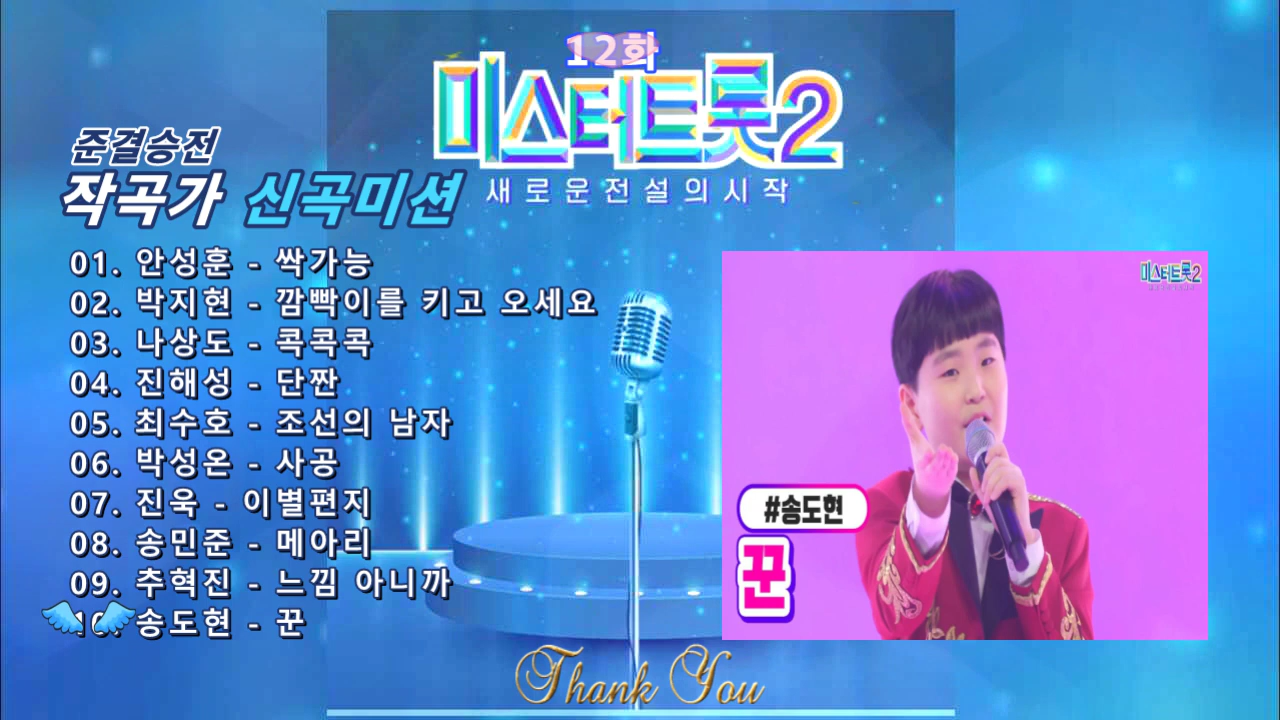 12화
미스터트롯2
새로운전설의시작
준결승전
작곡가 신곡미션
01. 안성훈 - 싹가능
02. 박지현 - 깜빡이를 키고 오세요
03. 나상도 - 콕콕콕
04. 진해성 - 단짠
05. 최수호 - 조선의 남자
06. 박성온 - 사공
07. 진욱 - 이별편지
08. 송민준 - 메아리
09. 추혁진 - 느낌 아니까
10. 송도현 - 꾼
미스터트롯2
#송도현
꾼
Thank You